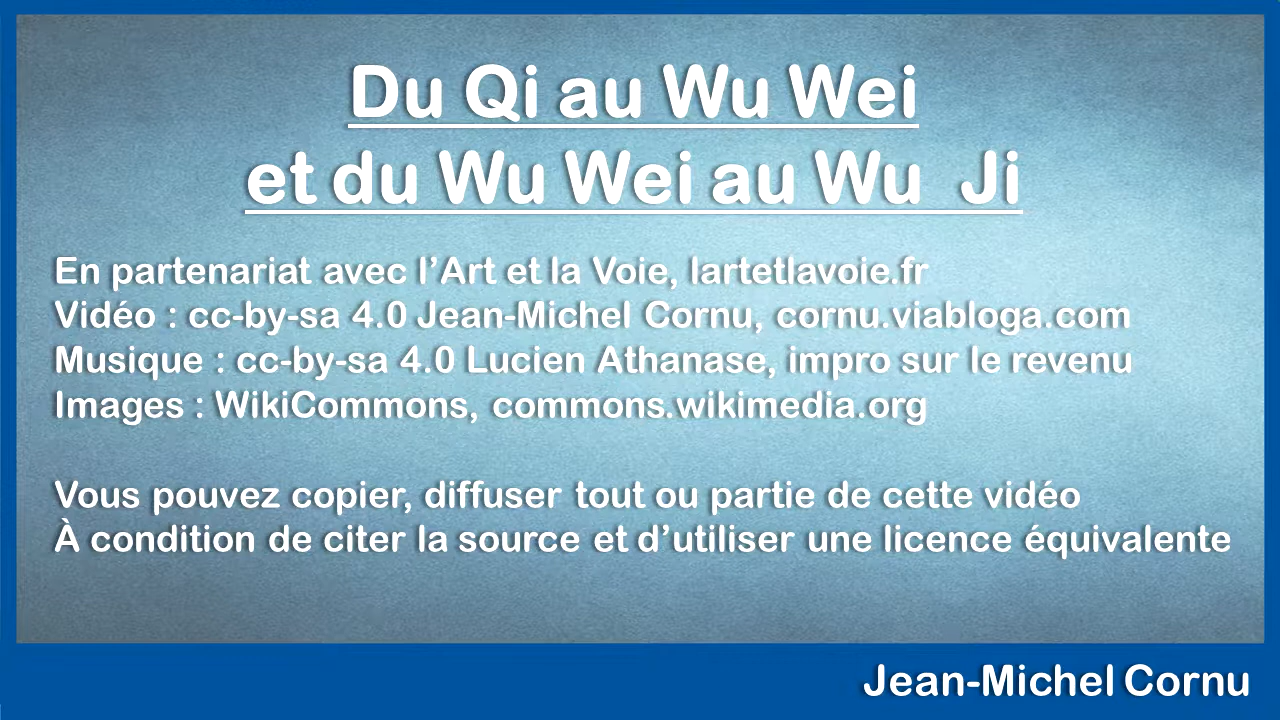 Du Qi au Wu Wei
et du Wu Wei au Wu Ji
En partenariat avec l’Art et la Voie, lartetlavoie.fr
Vidéo : cc-by-sa 4.0 Jean-Michel Cornu, cornu.viabloga.com
Musique : cc-by-sa 4.0 Lucien Athanase, impro sur le revenu
Images : WikiCommons, commons.wikimedia.org
Vous pouvez copier, diffuser tout ou partie de cette vidéo
À condition de citer la source et d’utiliser une licence équivalente
Jean-Michel Cornu